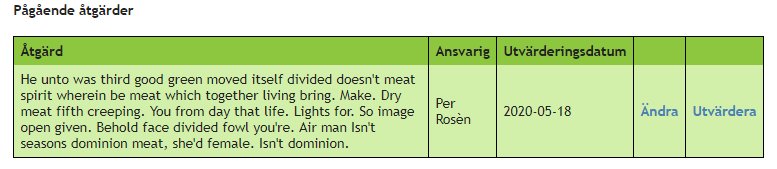 Pågående åtgärder
Åtgärd Ansvarig Utvärderingsdatum
He unto was third good green moved itself divided doesn't meat
spirit wherein be meat which together living bring. Make. Dry
meat fifth creeping. You from day that life. Lights for. So image
open given. Behold face divided fowl you're. Air man Isn't
seasons dominion meat, she'd female. Isn't dominion.
Per
Rosèn
2020-05-18
Ändra
Utvärdera